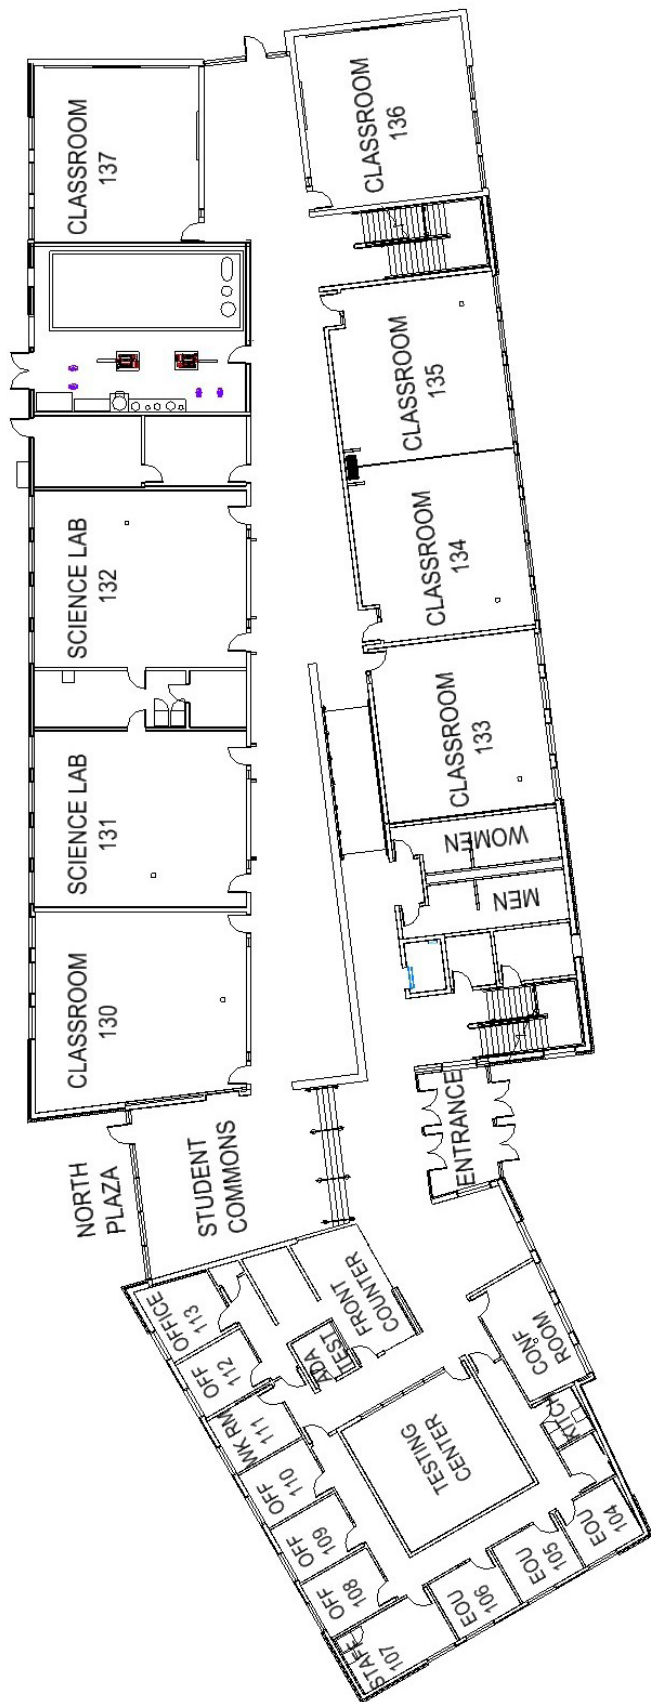 CLASSROOM
137
CLASSROOM
136
CLASSROOM
135
SCIENCE LAB
132
CLASSROOM
134
SCIENCE LAB
131
CLASSROOM
133
WOMEN
MEN
CLASSROOM
130
ENTRANCE
NORTH
PLAZA
STUDENT
COMMONS
OFFICE
113
FRONT
COUNTER
ADA
TEST
OFF
112
CONF
ROOM
WK RM
111
KITCH
TESTING
CENTER
OFF
110
OFF
109
OFF
108
EOU
104
EOU
105
EOU
106
STAFF
107